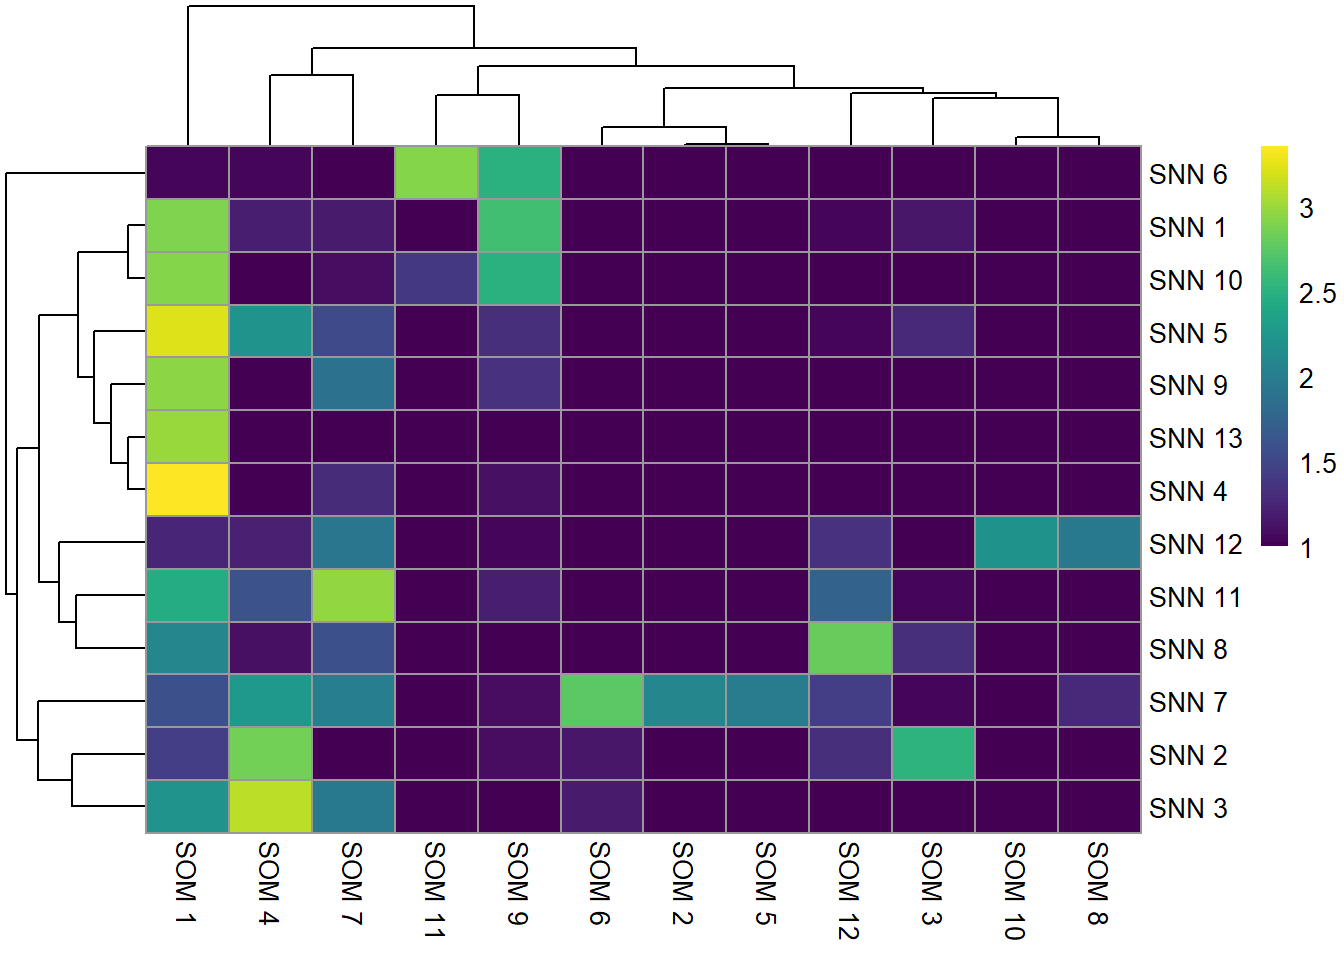 SNN 6
SNN 1
SNN 10
SNN 5
SNN 9
SNN 13
SNN 4
SNN 12
SNN 11
SNN 8
SNN 7
SNN 2
SNN 3
3
2.5
2
1.5
1
SOM 1
SOM 4
SOM 7
SOM 11
SOM 9
SOM 6
SOM 2
SOM 5
SOM 12
SOM 3
SOM 10
SOM 8